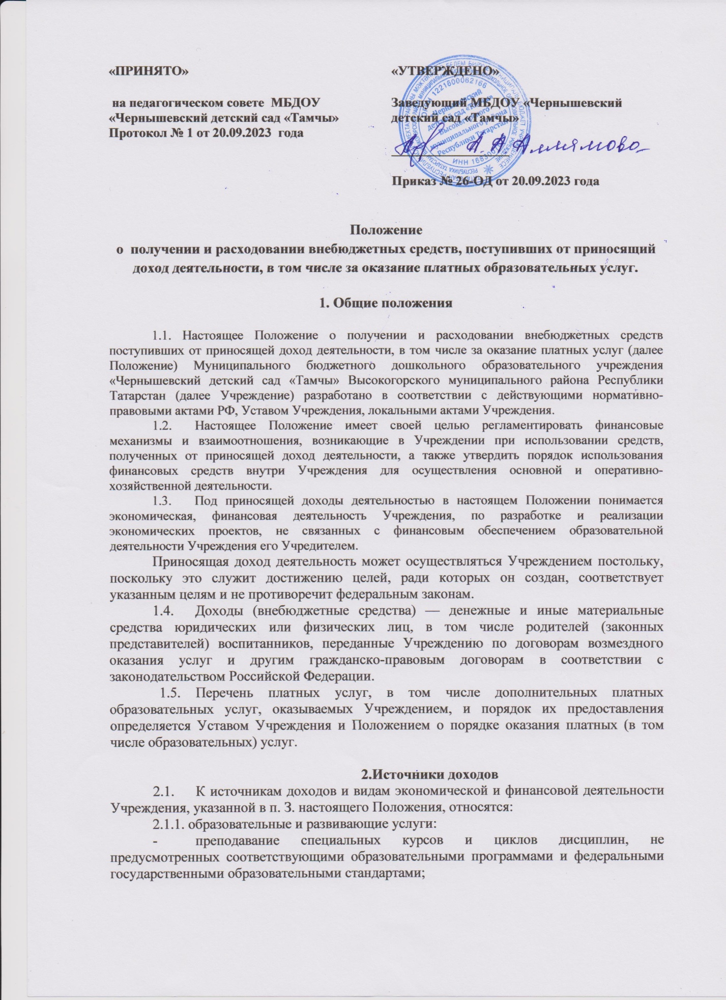 «ПРИНЯТО»
на педагогическом совете МБДОУ
«Чернышевский детский сад «Тамчы»
Протокол № 1 от 20.09.2023 года
«УТВЕРЖДЕНО»
Заведующий МБДОУ «Чернышевский
детский сад «Тамчы»
А. А Аллямова
Приказ № 26-ОД от 20.09.2023 года
ОГРН 1221600062166
«Чернышевский
детский сад «Тамчы»
Высокогорского
муниципального района
Республики Татарстан
Положение
о получении и расходовании внебюджетных средств, поступивших от приносящий
доход деятельности, в том числе за оказание платных образовательных услуг.
1. Общие положения
1.1. Настоящее Положение о получении и расходовании внебюджетных средств
поступивших от приносящей доход деятельности, в том числе за оказание платных услуг (далее
Положение) Муниципального бюджетного дошкольного образовательного учреждения
«Чернышевский детский сад «Тамчы» Высокогорского муниципального района Республики
Татарстан (далее Учреждение) разработано в соответствии с действующими нормативно-
правовыми актами РФ, Уставом Учреждения, локальными актами Учреждения.
1.2. Настоящее Положение имеет своей целью регламентировать финансовые
механизмы и взаимоотношения, возникающие в Учреждении при использовании средств,
полученных от приносящей доход деятельности, а также утвердить порядок использования
финансовых средств внутри Учреждения для осуществления основной и оперативно-
хозяйственной деятельности.
1.3. Под приносящей доходы деятельностью в настоящем Положении понимается
экономическая, финансовая деятельность Учреждения, по разработке и реализации
экономических проектов, не связанных с финансовым обеспечением образовательной
деятельности Учреждения его Учредителем.
Приносящая доход деятельность может осуществляться Учреждением постольку,
поскольку это служит достижению целей, ради которых он создан, соответствует
указанным целям и не противоречит федеральным законам.
1.4. Доходы (внебюджетные средства) — денежные и иные материальные
средства юридических или физических лиц, в том числе родителей (законных
представителей) воспитанников, переданные Учреждению по договорам возмездного
оказания услуг и другим гражданско-правовым договорам в соответствии с
законодательством Российской Федерации.
1.5. Перечень платных услуг, в том числе дополнительных платных
образовательных услуг, оказываемых Учреждением, и порядок их предоставления
определяется Уставом Учреждения и Положением о порядке оказания платных (в том
числе образовательных) услуг.
2.Источники доходов
2.1. К источникам доходов и видам экономической и финансовой деятельности
Учреждения, указанной в п. 3. настоящего Положения, относятся:
2.1.1. образовательные и развивающие услуги:
- преподавание специальных курсов и циклов дисциплин, не
предусмотренных соответствующими образовательными программами и федеральными
государственными образовательными стандартами;